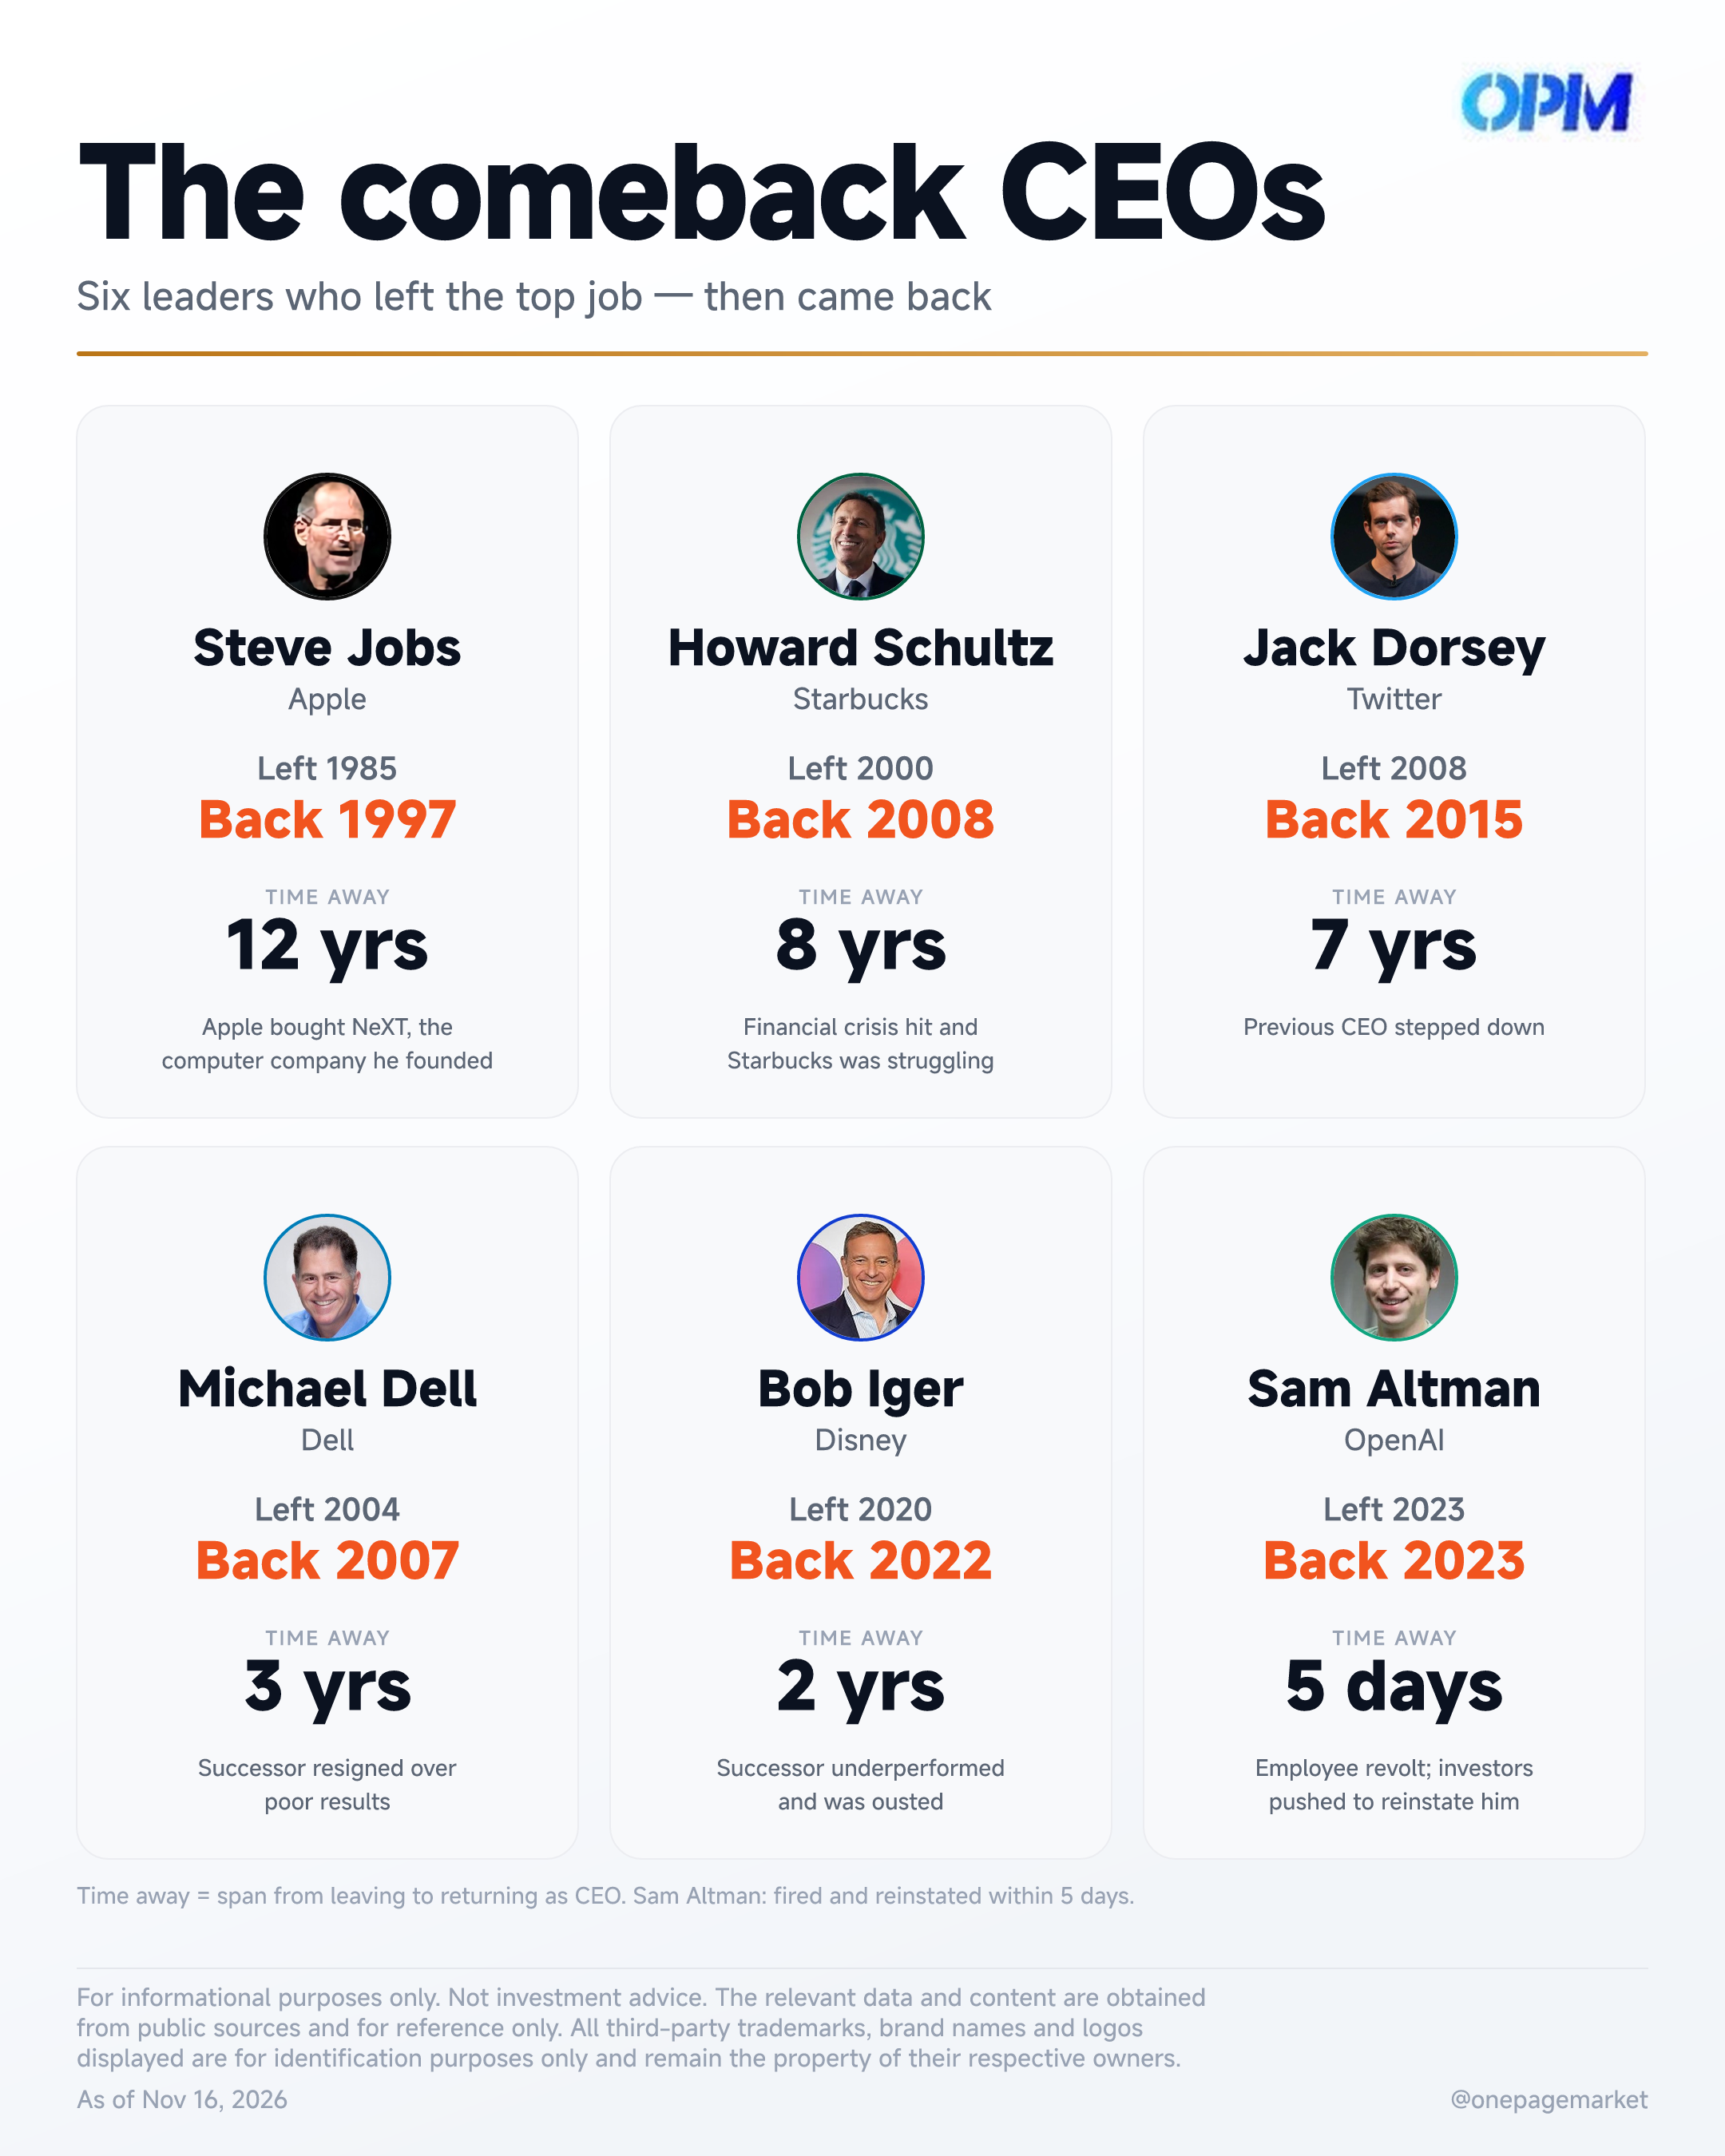 OPM
The comeback CEOs
Six leaders who left the top job — then came back
Steve Jobs
Apple
Left 1985
Back 1997
TIME AWAY
12 yrs
Apple bought NeXT, the
computer company he founded
Howard Schultz
Starbucks
Left 2000
Back 2008
TIME AWAY
8 yrs
Financial crisis hit and
Starbucks was struggling
Jack Dorsey
Twitter
Left 2008
Back 2015
TIME AWAY
7 yrs
Previous CEO stepped down
Michael Dell
Dell
Left 2004
Back 2007
TIME AWAY
3 yrs
Successor resigned over
poor results
Bob Iger
Disney
Left 2020
Back 2022
TIME AWAY
2 yrs
Successor underperformed
and was ousted
Sam Altman
OpenAI
Left 2023
Back 2023
TIME AWAY
5 days
Employee revolt; investors
pushed to reinstate him
Time away = span from leaving to returning as CEO. Sam Altman: fired and reinstated within 5 days.
For informational purposes only. Not investment advice. The relevant data and content are obtained
from public sources and for reference only. All third-party trademarks, brand names and logos
displayed are for identification purposes only and remain the property of their respective owners.
As of Nov 16, 2026
@onepagemarket